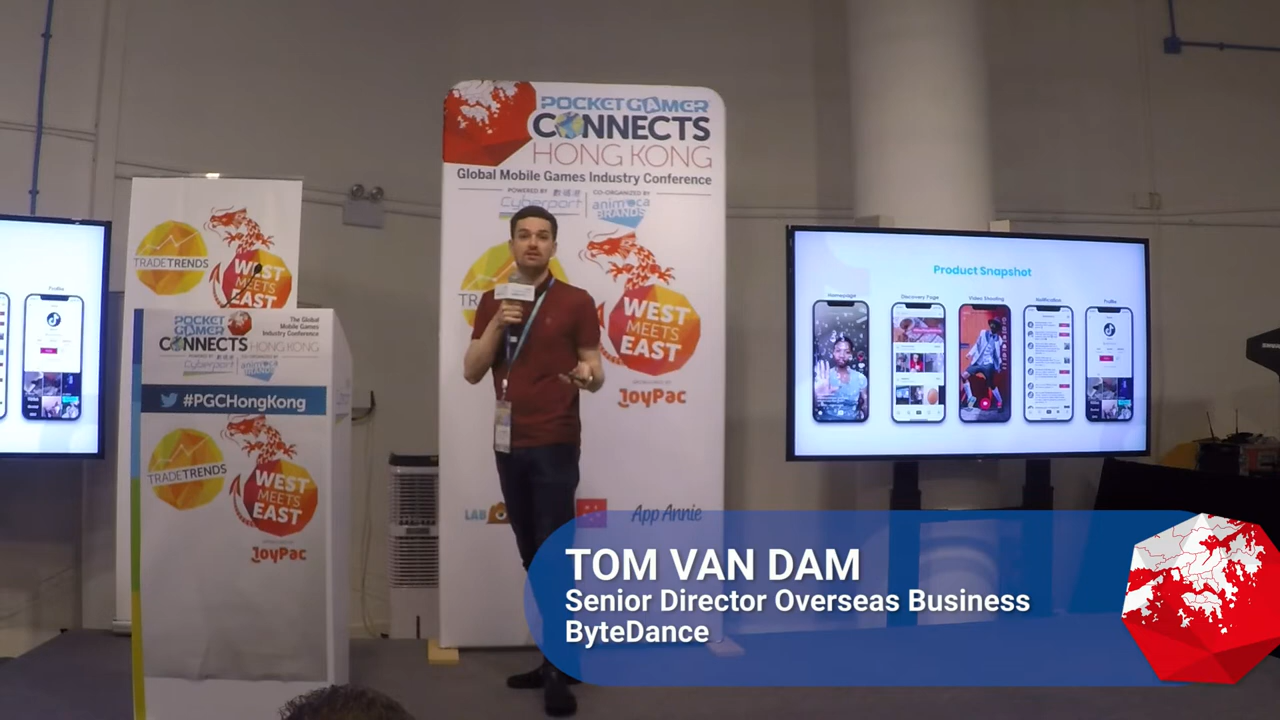 POCKET GAMER
CONNECTS
HONG KONG
Global Mobile Games Industry Conference
POWERED BY
CO-ORGANIZED BY
Cyberport
animoca
BRANDS
WEST
MEETS
EAST
JoyPac
LAB
App Annie
TRADETRENDS
WEST
MEETS
EAST
POCKET
GAMER
CONNECTS HONG KONG
The Global
Mobile Games
Industry Conference
Cyberport
animoca
BRANDS
#PGCHongKong
TRADETRENDS
WEST
MEETS
EAST
JoyPac
Profile
Product Snapshot
Homepage
Discovery Page
Video Shooting
Notification
Profile
TOM VAN DAM
Senior Director Overseas Business
ByteDance